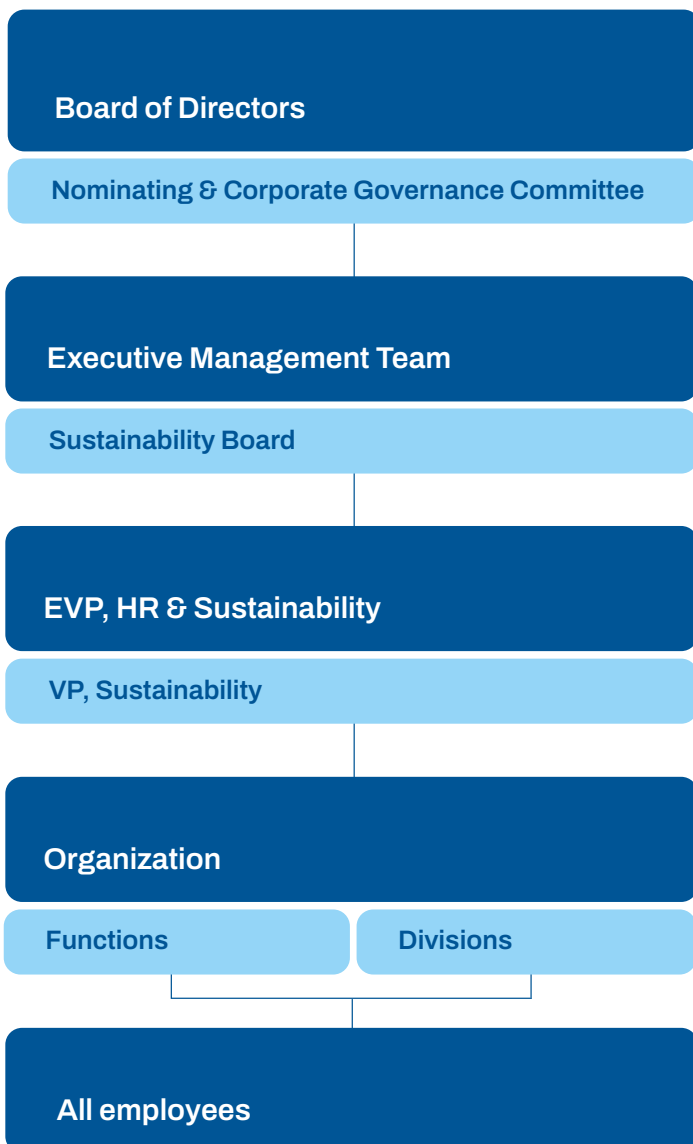 Board of Directors
Nominating & Corporate Governance Committee
Executive Management Team
Sustainability Board
EVP, HR & Sustainability
VP, Sustainability
Organization
Functions
Divisions
All employees